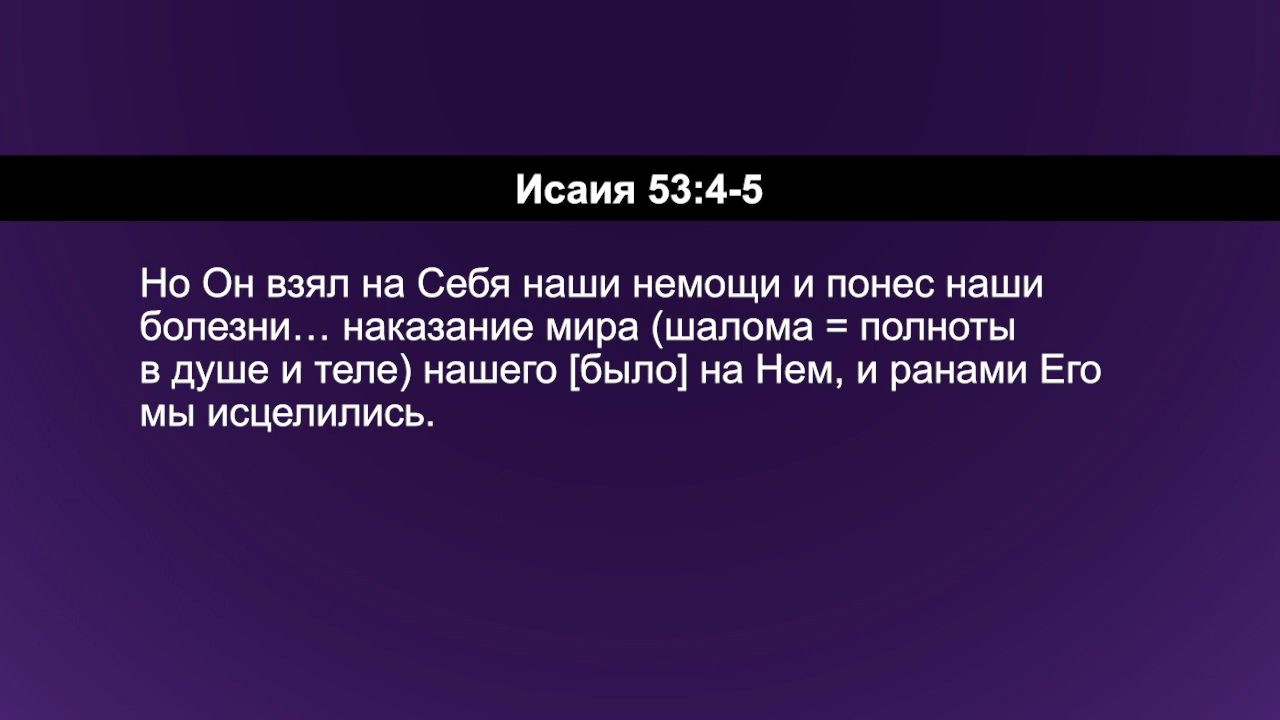 Исаия 53:4-5
Но Он взял на Себя наши немощи и понес наши
болезни… наказание мира (шалома = полноты
в душе и теле) нашего [было] на Нем, и ранами Его
мы исцелились.